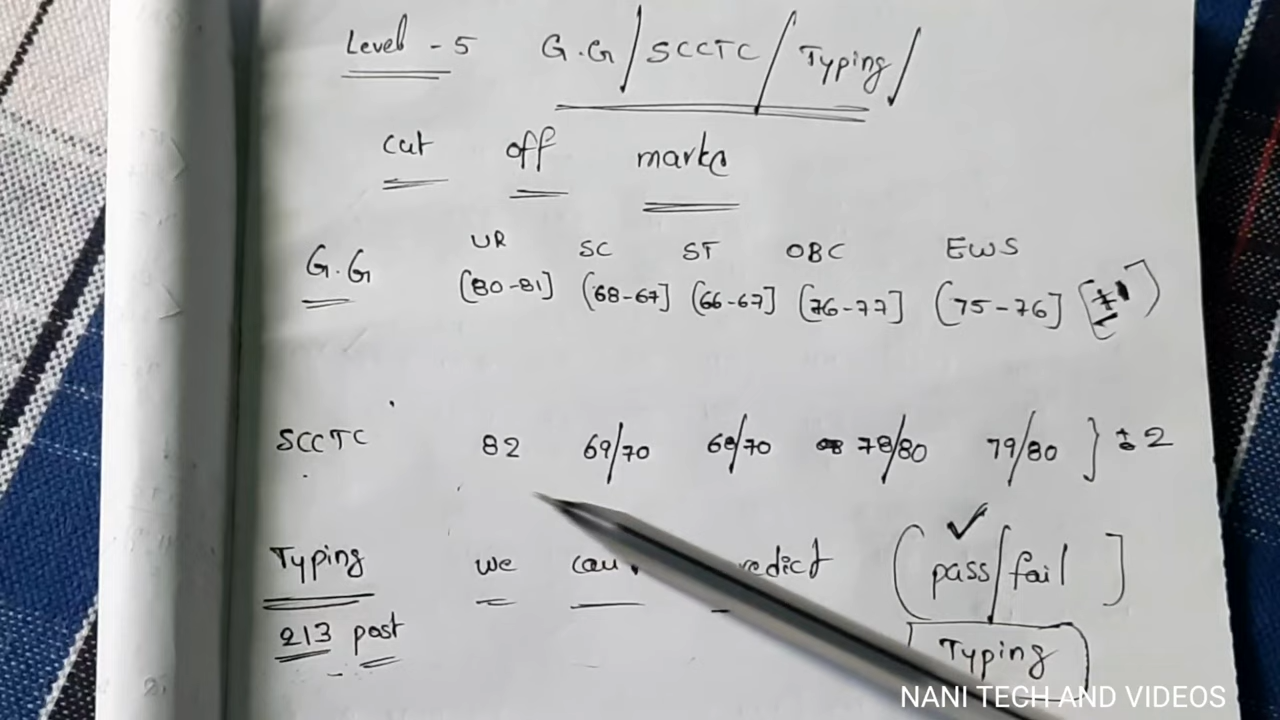 Level - 5 G.G/SCCTC/Typing/
cut off marks
UR SC ST OBC EWS
G.G (80-81] (68-67] (66-67] (76-77] (75-76]
SCCTC 82 69/70 68/70 78/80 79/80 } ±2
Typing we (pass/fail]
213 post Typing
NANI TECH AND VIDEOS